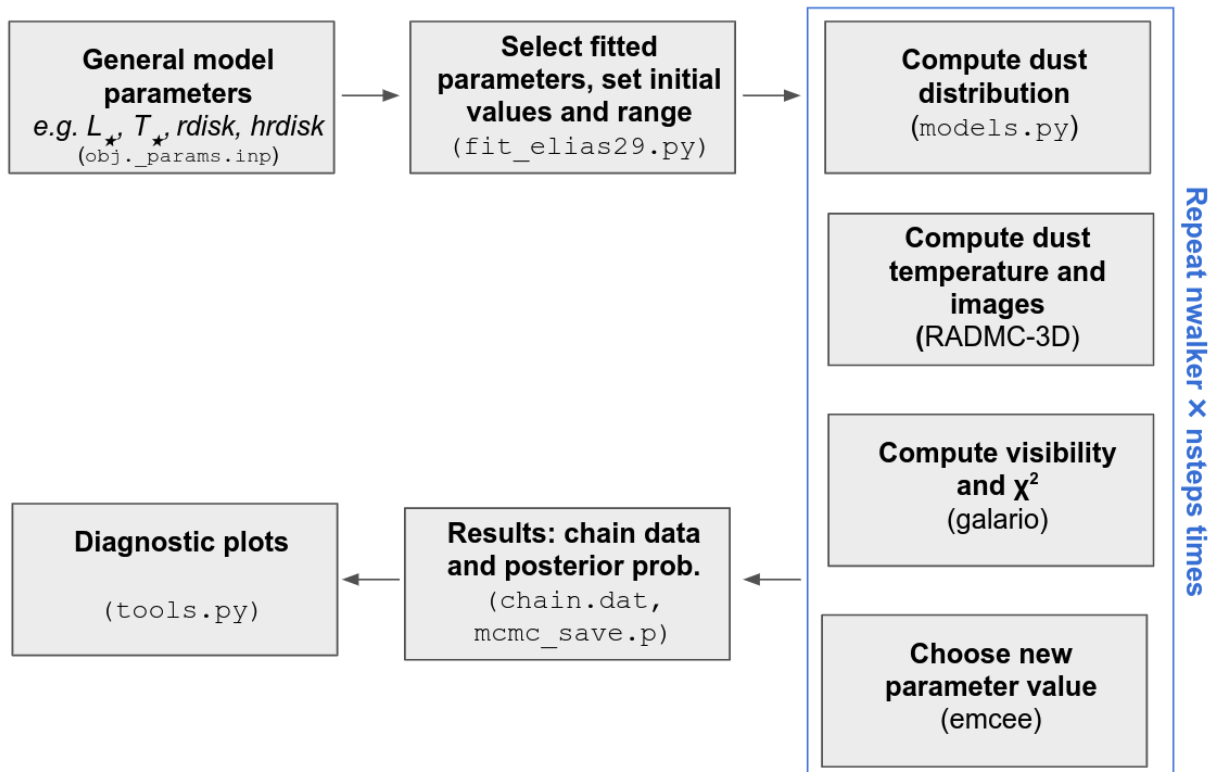 General model
parameters
e.g. L★, T★, rdisk, hrdisk
(obj._params.inp)
Select fitted
parameters, set initial
values and range
(fit_elias29.py)
Compute dust
distribution
(models.py)
Compute dust
temperature and
images
(RADMC-3D)
Compute visibility
and χ²
(galario)
Choose new
parameter value
(emcee)
Repeat nwalker × nsteps times
Results: chain data
and posterior prob.
(chain.dat,
mcmc_save.p)
Diagnostic plots
(tools.py)